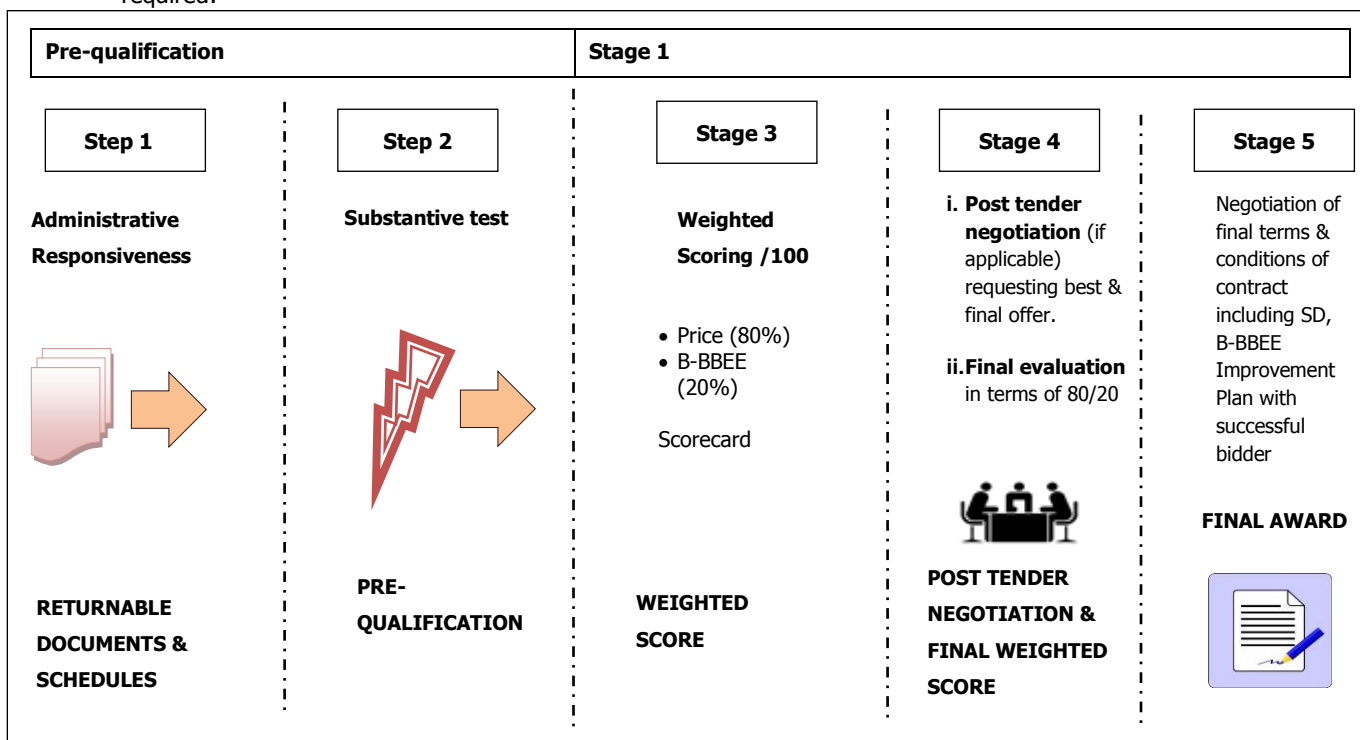 required.
Pre-qualification
Stage 1
Step 1
Administrative
Responsiveness
RETURNABLE
DOCUMENTS &
SCHEDULES
Step 2
Substantive test
PRE-
QUALIFICATION
Stage 3
Weighted
Scoring /100
• Price (80%)
• B-BBEE
(20%)
Scorecard
WEIGHTED
SCORE
Stage 4
i. Post tender
negotiation (if
applicable)
requesting best &
final offer.
ii.Final evaluation
in terms of 80/20
POST TENDER
NEGOTIATION &
FINAL WEIGHTED
SCORE
Stage 5
Negotiation of
final terms &
conditions of
contract
including SD,
B-BBEE
Improvement
Plan with
successful
bidder
FINAL AWARD